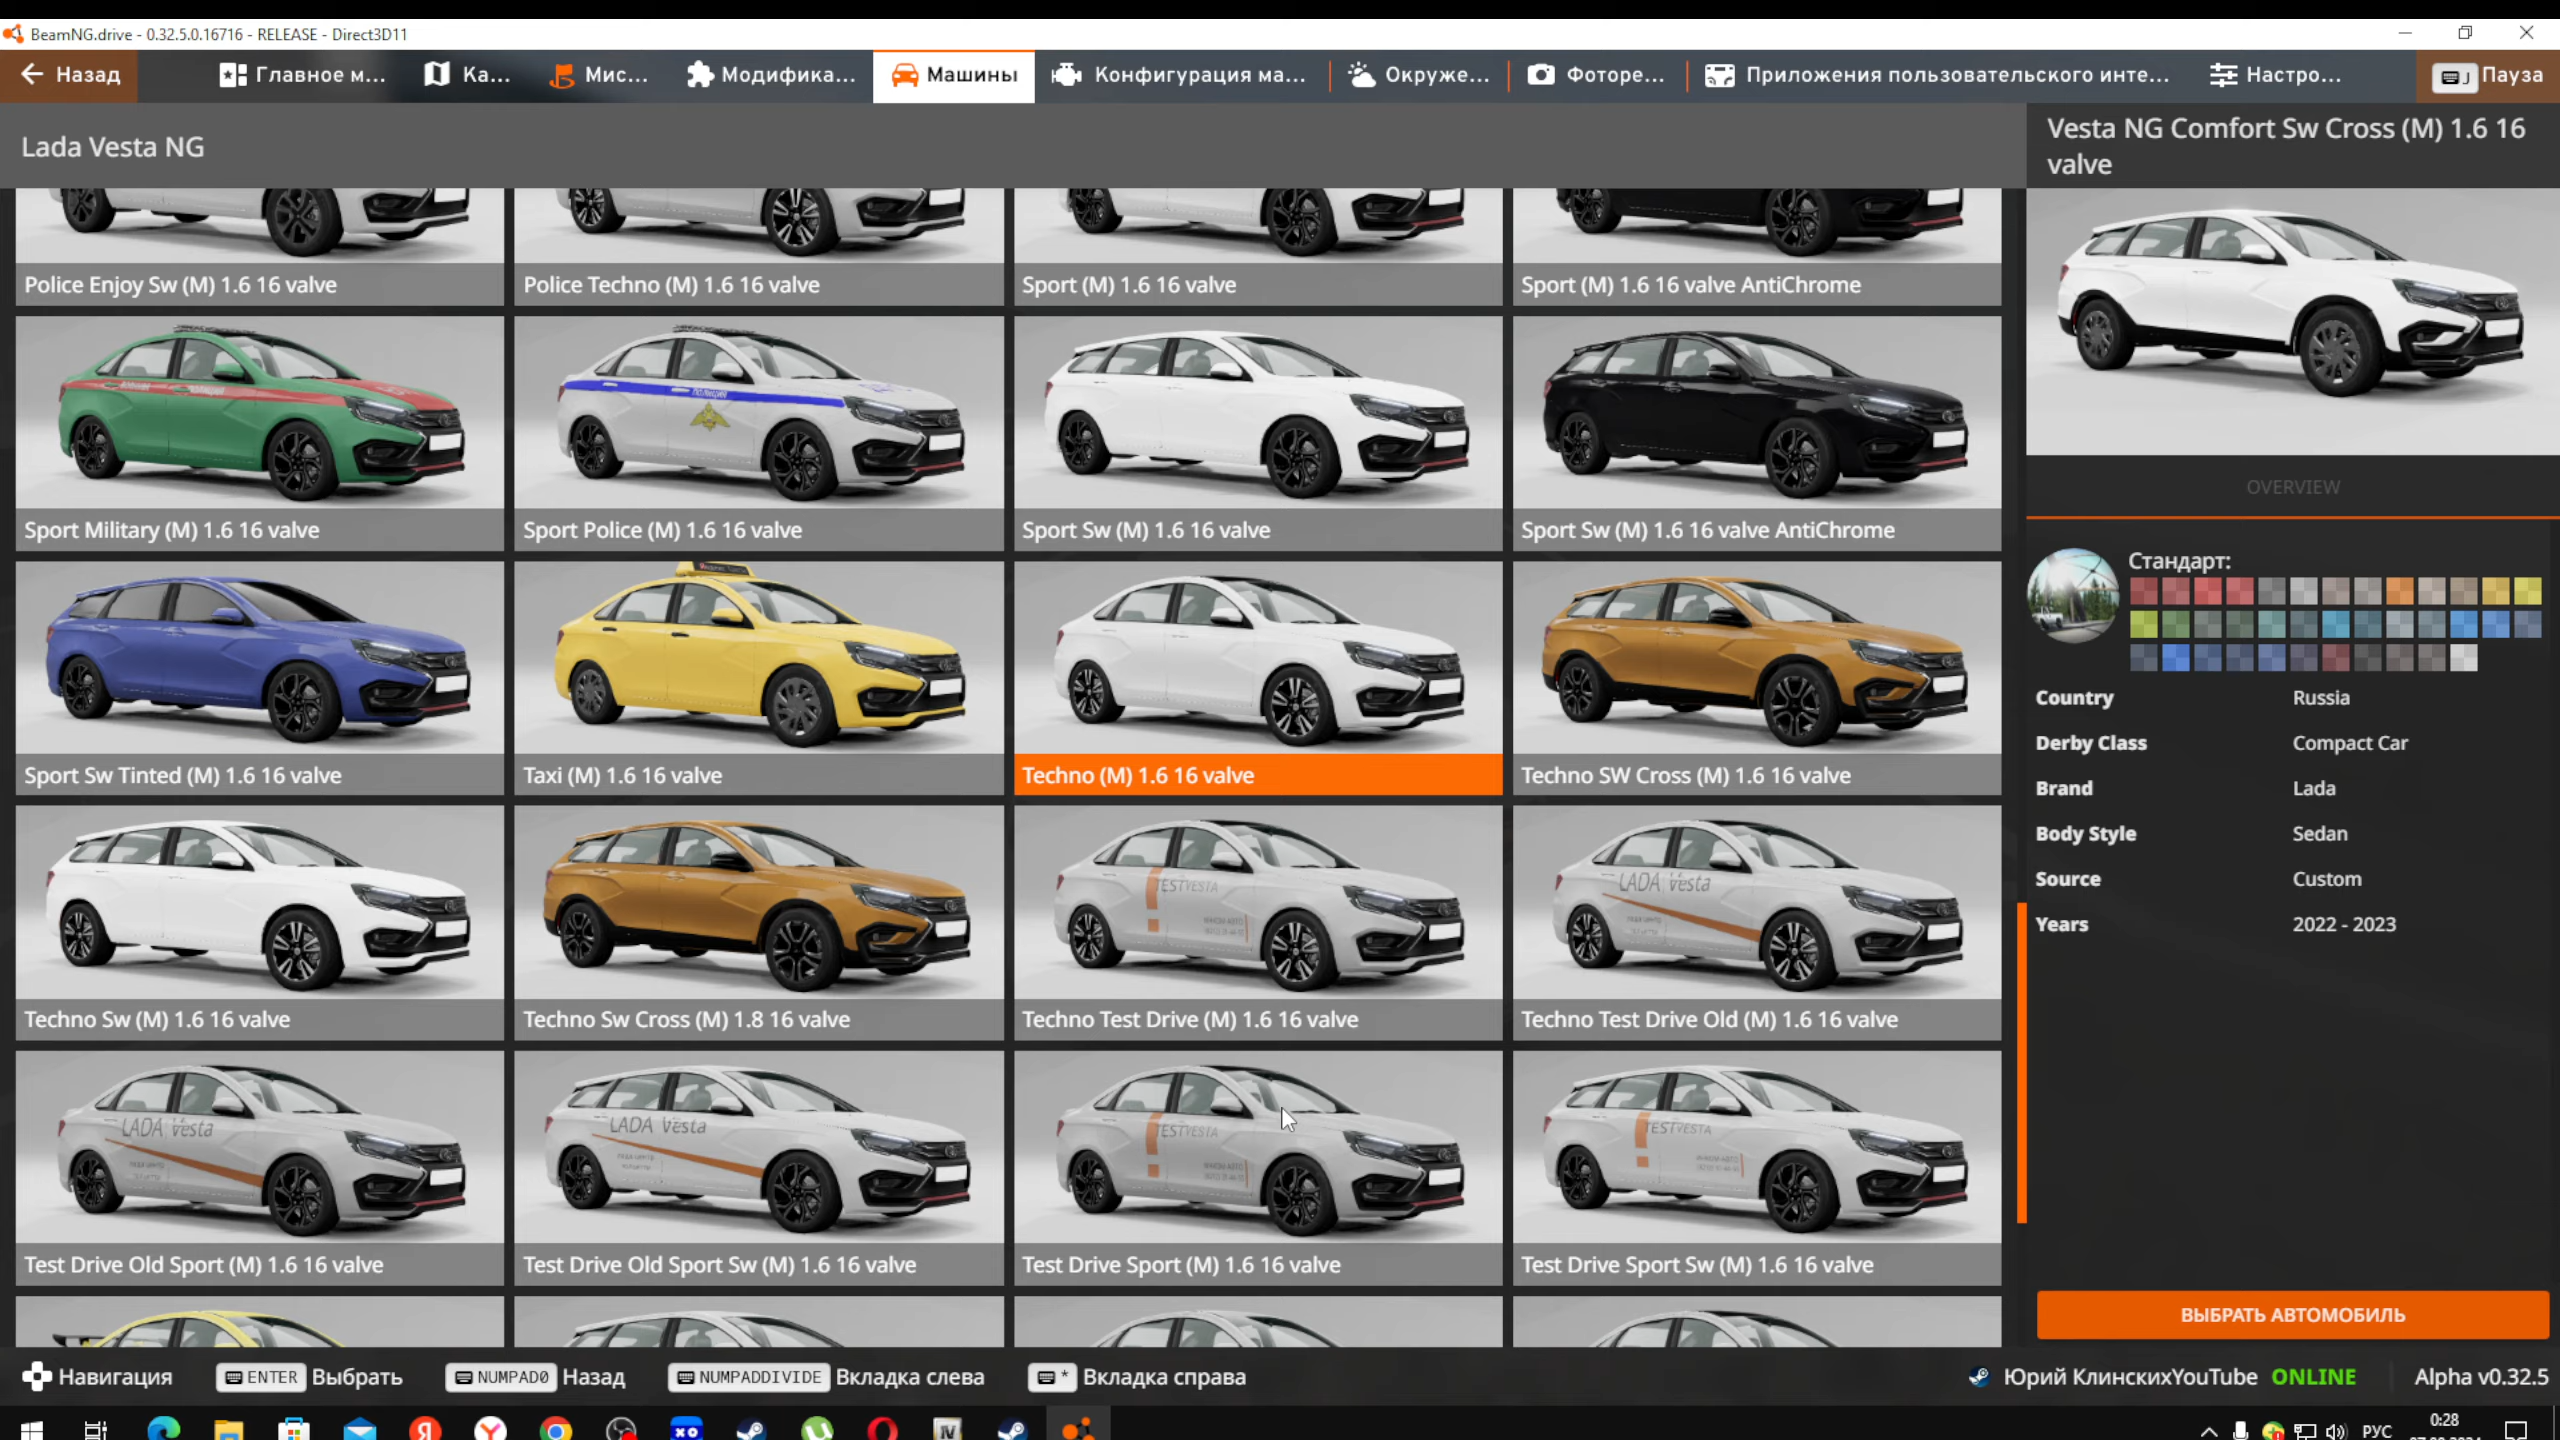 BeamNG.drive - 0.32.5.0.16716 - RELEASE - Direct3D11
Назад
Главное м...
Ка...
Мис...
Модифика...
Машины
Конфигурация ма...
Окруже...
Фоторе...
Приложения пользовательского инте...
Настро...
J Пауза
Lada Vesta NG
Vesta NG Comfort Sw Cross (M) 1.6 16
valve
Police Enjoy Sw (M) 1.6 16 valve
Police Techno (M) 1.6 16 valve
Sport (M) 1.6 16 valve
Sport (M) 1.6 16 valve AntiChrome
полиция
Sport Military (M) 1.6 16 valve
Sport Police (M) 1.6 16 valve
Sport Sw (M) 1.6 16 valve
Sport Sw (M) 1.6 16 valve AntiChrome
Sport Sw Tinted (M) 1.6 16 valve
Taxi (M) 1.6 16 valve
Techno (M) 1.6 16 valve
Techno SW Cross (M) 1.6 16 valve
TESTVESTA
LADA Vesta
Techno Sw (M) 1.6 16 valve
Techno Sw Cross (M) 1.8 16 valve
Techno Test Drive (M) 1.6 16 valve
Techno Test Drive Old (M) 1.6 16 valve
LADA Vesta
LADA Vesta
TESTVESTA
TESTVESTA
Test Drive Old Sport (M) 1.6 16 valve
Test Drive Old Sport Sw (M) 1.6 16 valve
Test Drive Sport (M) 1.6 16 valve
Test Drive Sport Sw (M) 1.6 16 valve
OVERVIEW
Стандарт:
Country Russia
Derby Class Compact Car
Brand Lada
Body Style Sedan
Source Custom
Years 2022 - 2023
ВЫБРАТЬ АВТОМОБИЛЬ
Навигация
ENTER Выбрать
NUMPAD0 Назад
NUMPADDIVIDE Вкладка слева
* Вкладка справа
Юрий КлинскихYouTube ONLINE
Alpha v0.32.5
РУС
0:28